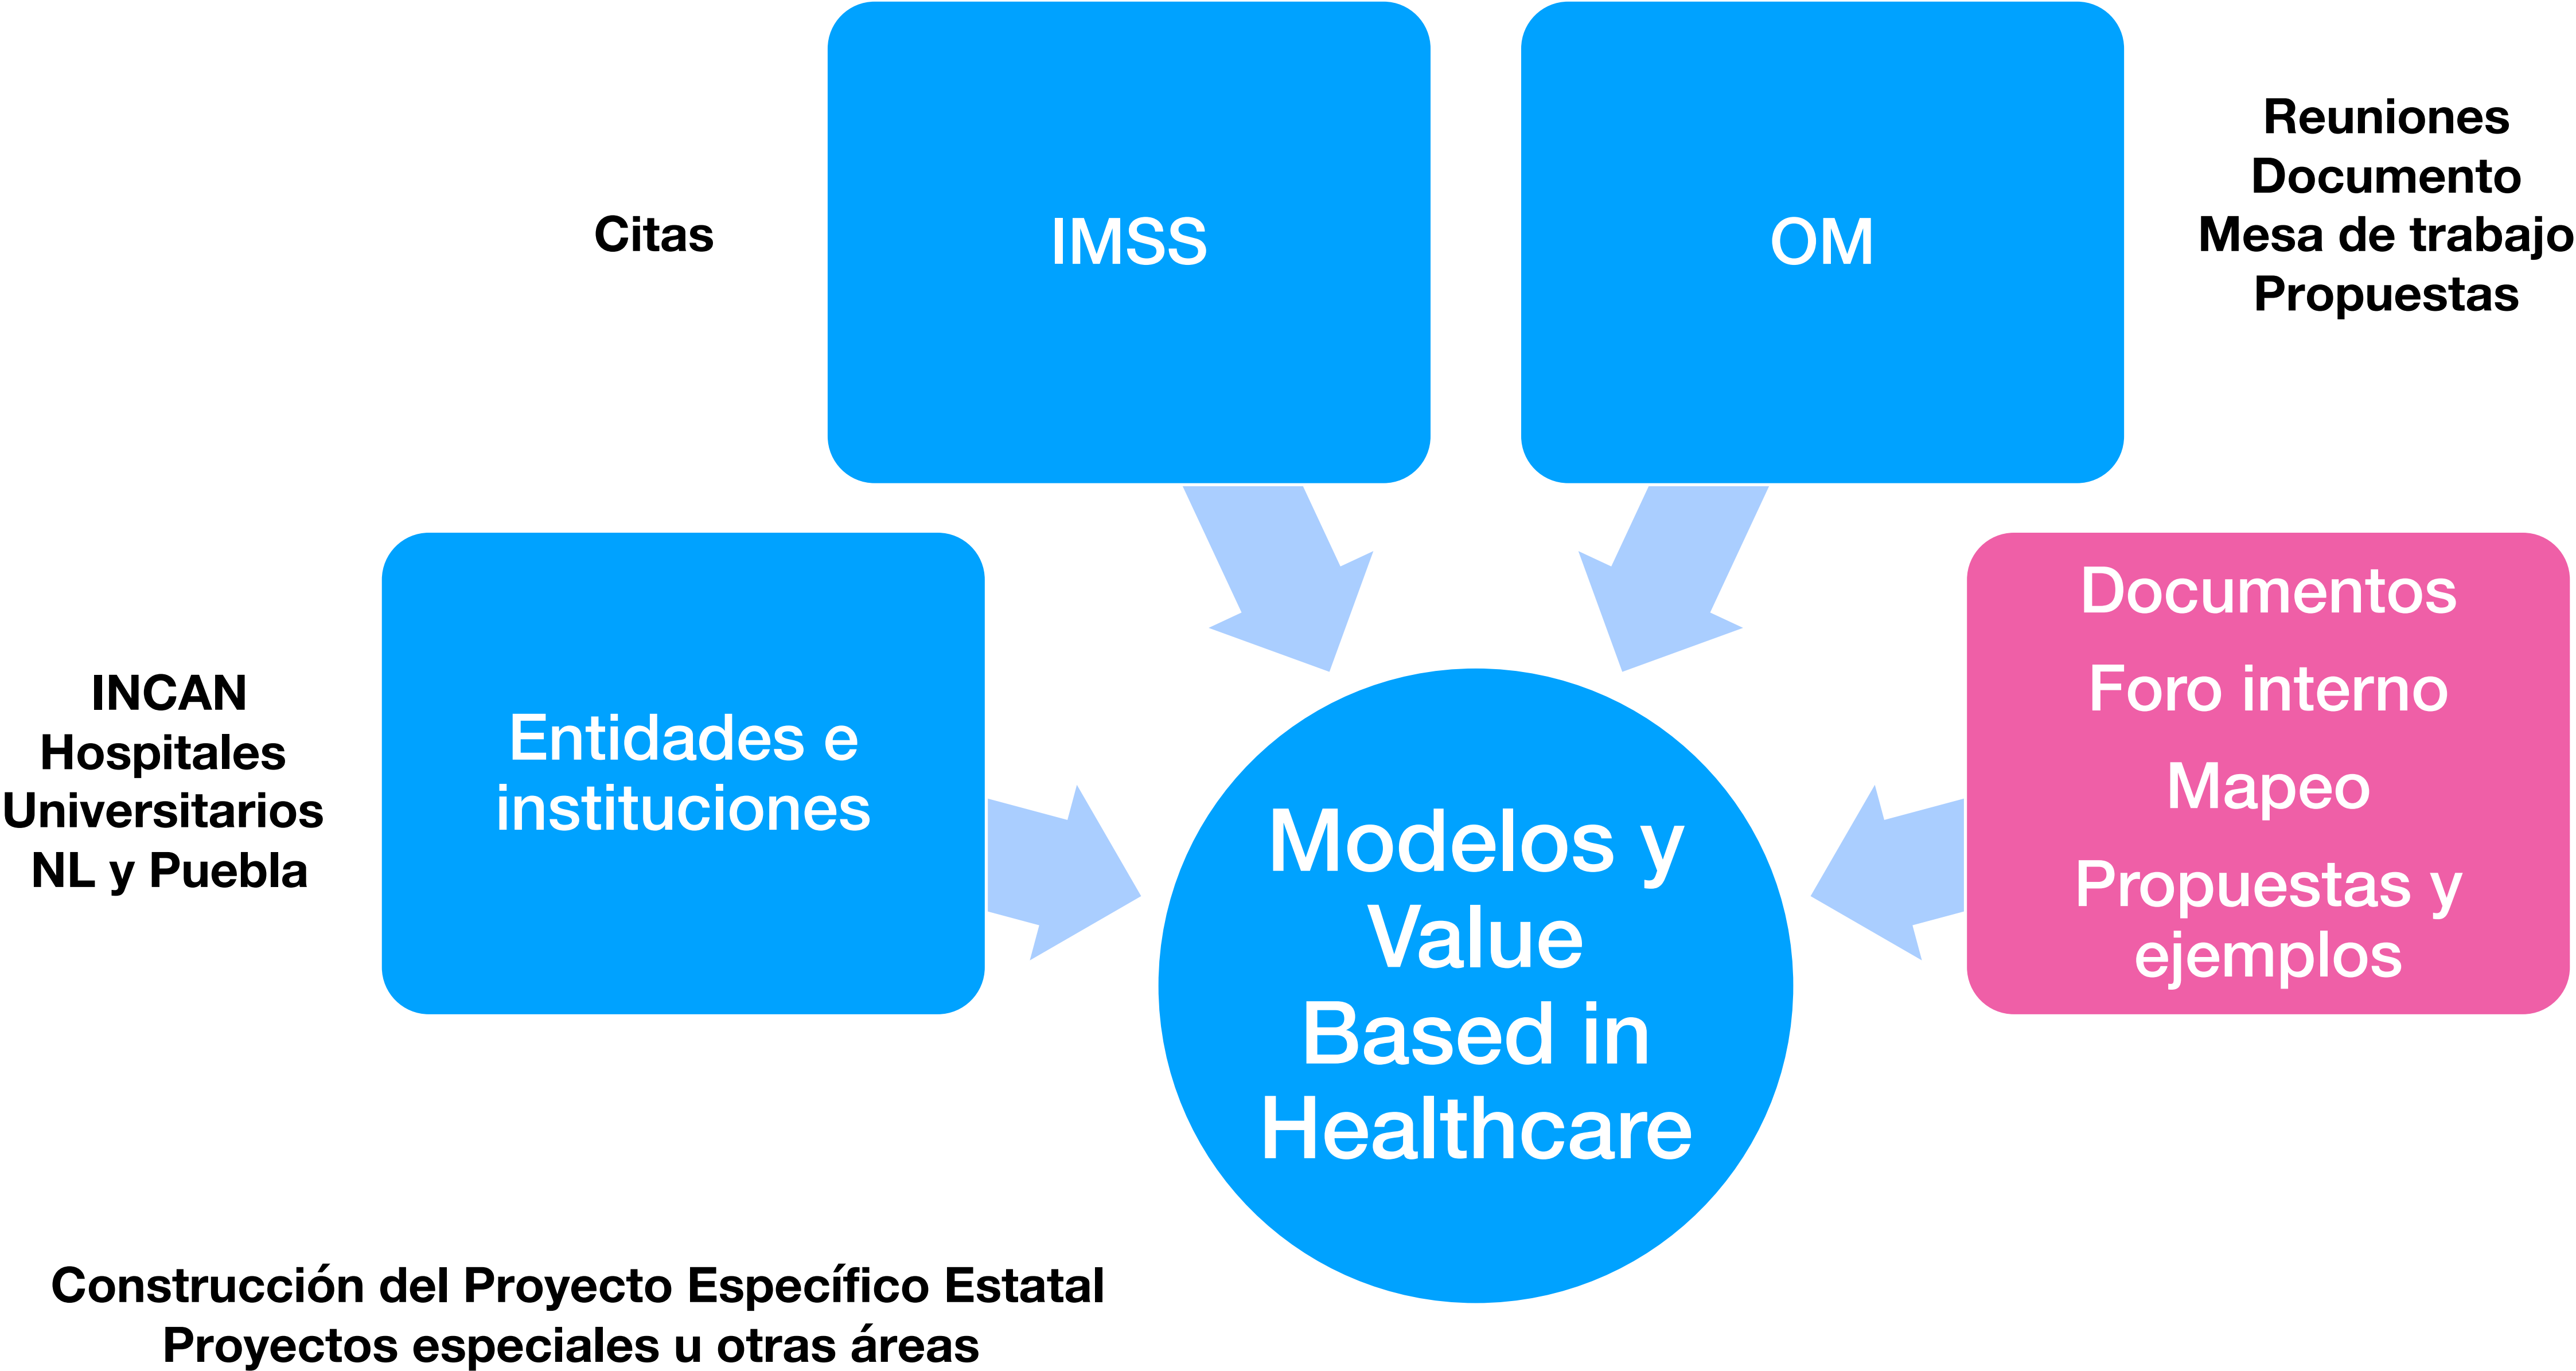 Citas
IMSS
OM
Reuniones
Documento
Mesa de trabajo
Propuestas
INCAN
Hospitales
Universitarios
NL y Puebla
Entidades e
instituciones
Modelos y
Value
Based in
Healthcare
Documentos
Foro interno
Mapeo
Propuestas y
ejemplos
Construcción del Proyecto Específico Estatal
Proyectos especiales u otras áreas